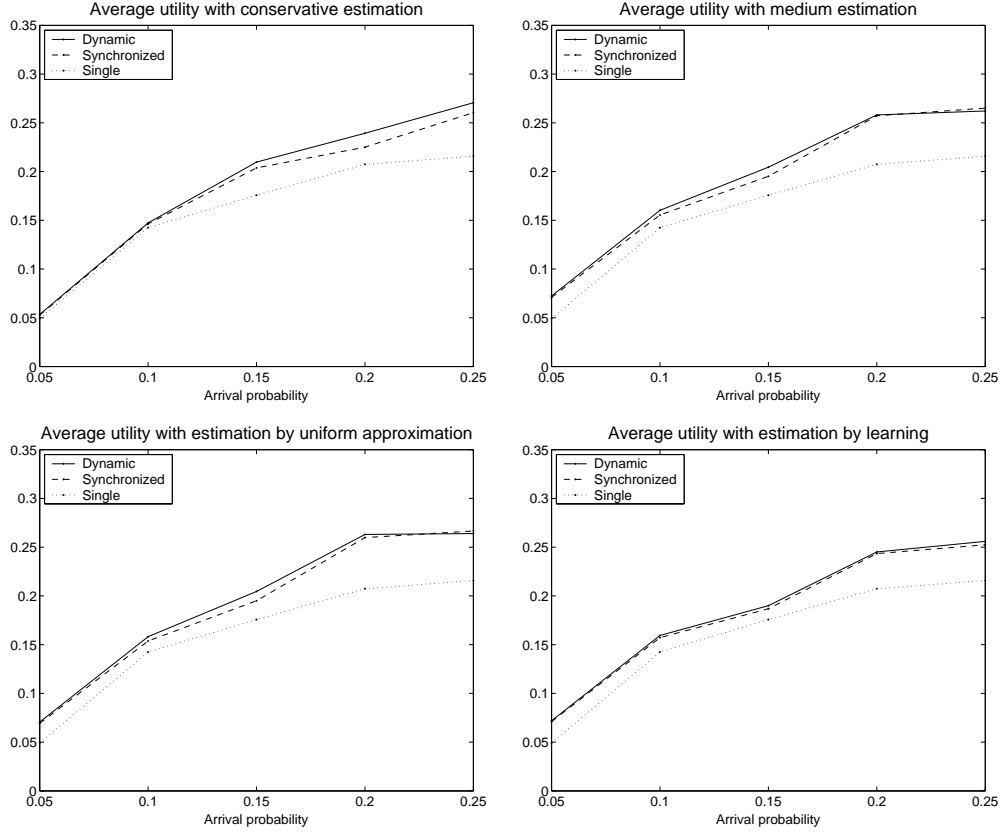 Average utility with conservative estimation
0.35
0.3
0.25
0.2
0.15
0.1
0.05
0
Dynamic
Synchronized
Single
0.05 0.1 0.15 0.2 0.25
Arrival probability
Average utility with medium estimation
0.35
0.3
0.25
0.2
0.15
0.1
0.05
0
Dynamic
Synchronized
Single
0.05 0.1 0.15 0.2 0.25
Arrival probability
Average utility with estimation by uniform approximation
0.35
0.3
0.25
0.2
0.15
0.1
0.05
0
Dynamic
Synchronized
Single
0.05 0.1 0.15 0.2 0.25
Arrival probability
Average utility with estimation by learning
0.35
0.3
0.25
0.2
0.15
0.1
0.05
0
Dynamic
Synchronized
Single
0.05 0.1 0.15 0.2 0.25
Arrival probability